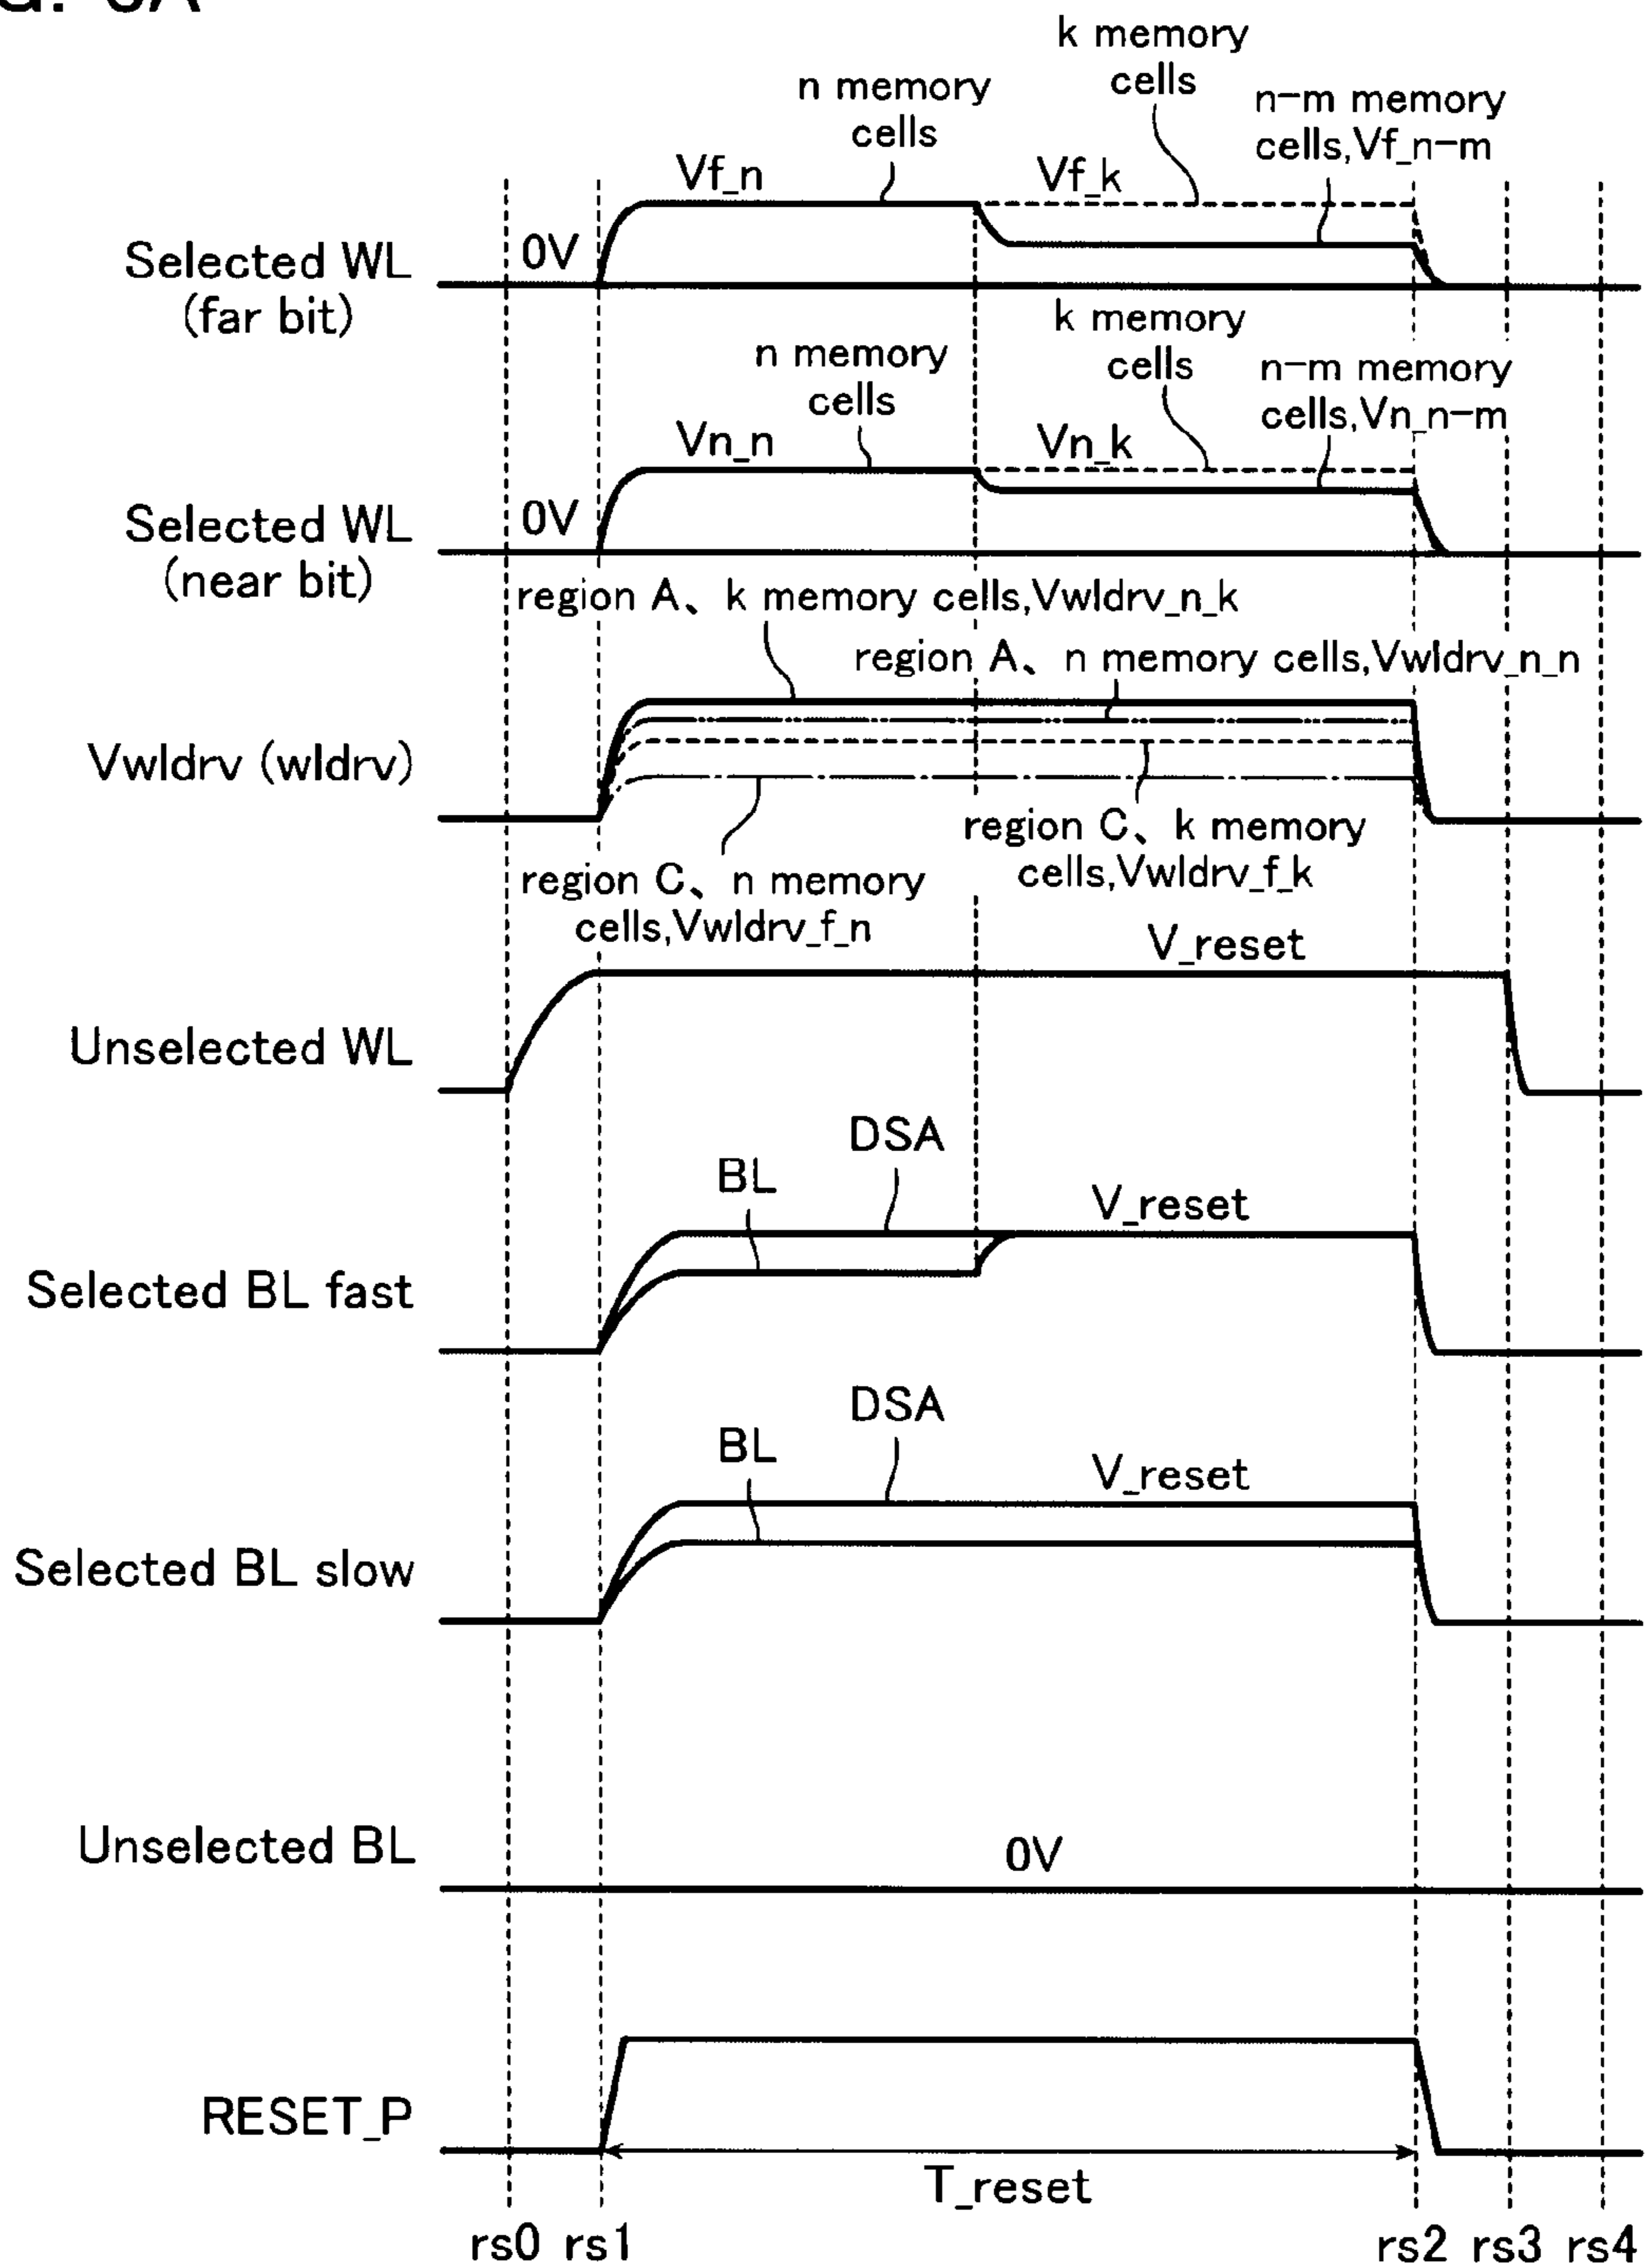 k memory
cells
n memory
cells
n-m memory
cells,Vf_n-m
Vf_n
Vf_k
0V
Selected WL
(far bit)
k memory
cells
n memory
cells
n-m memory
cells,Vn_n-m
Vn_n
Vn_k
0V
Selected WL
(near bit)
region A、k memory cells,Vwldrv_n_k
region A、n memory cells,Vwldrv_n_n
Vwldrv (wldrv)
region C、k memory
cells,Vwldrv_f_k
region C、n memory
cells,Vwldrv_f_n
V_reset
Unselected WL
DSA
BL
V_reset
Selected BL fast
DSA
BL
V_reset
Selected BL slow
Unselected BL
0V
RESET_P
T_reset
rs0 rs1 rs2 rs3 rs4